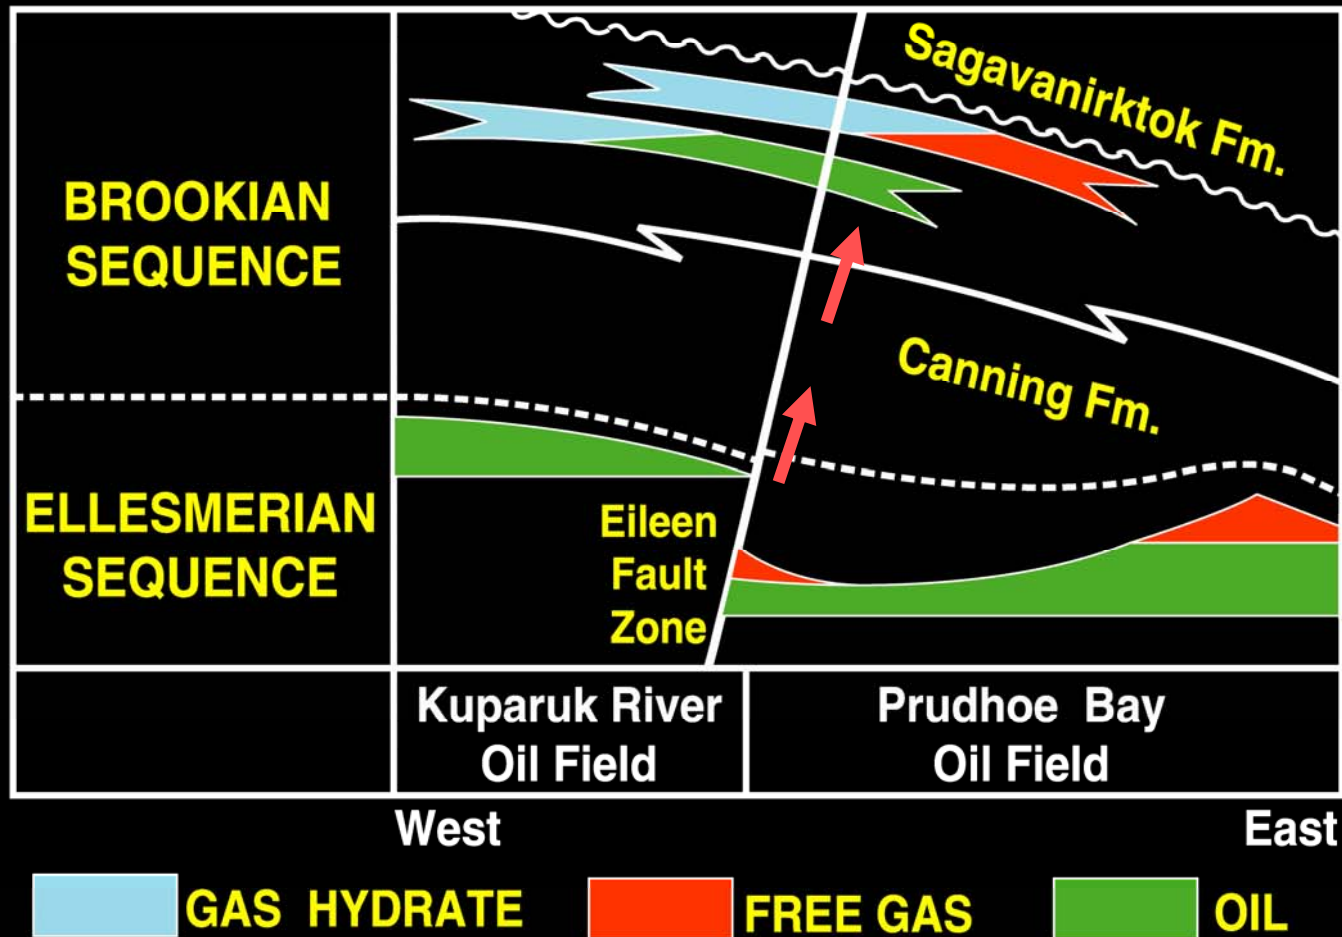 Sagavanirktok Fm.
BROOKIAN
SEQUENCE
Canning Fm.
ELLESMERIAN
SEQUENCE
Eileen
Fault
Zone
Kuparuk River
Oil Field
Prudhoe Bay
Oil Field
West
East
GAS HYDRATE
FREE GAS
OIL